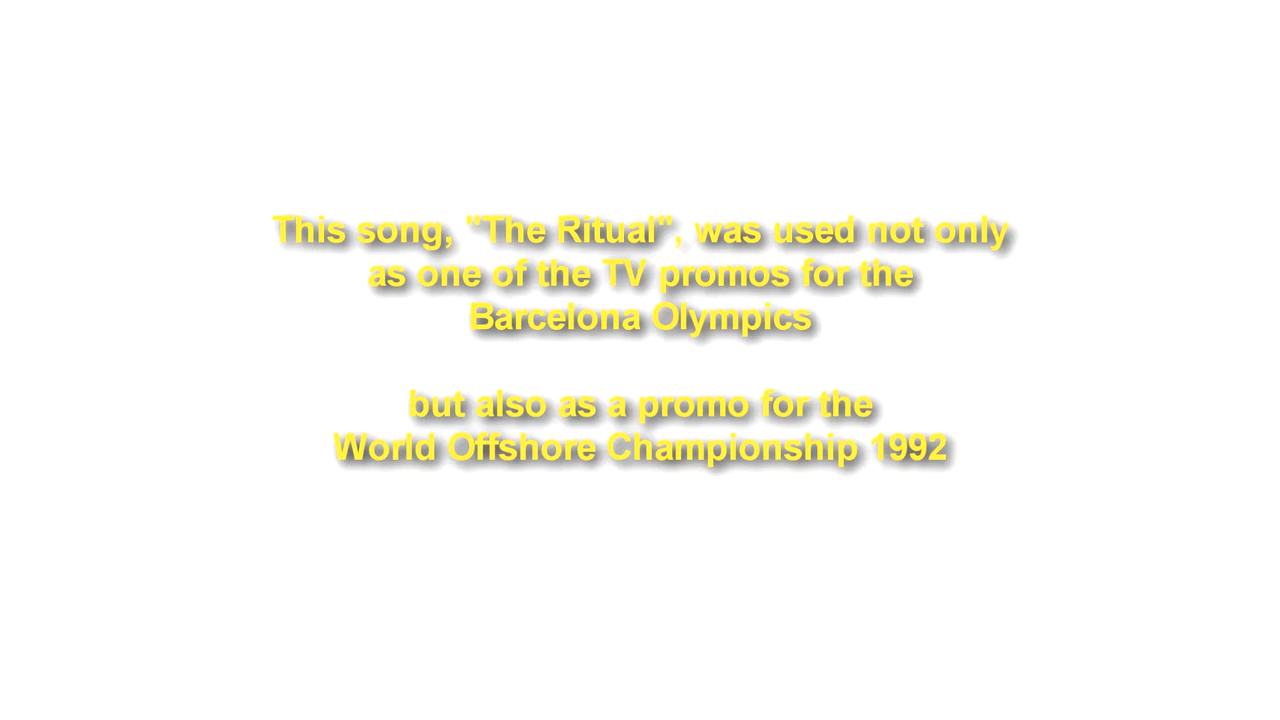 This song, "The Ritual", was used not only
as one of the TV promos for the
Barcelona Olympics
but also as a promo for the
World Offshore Championship 1992